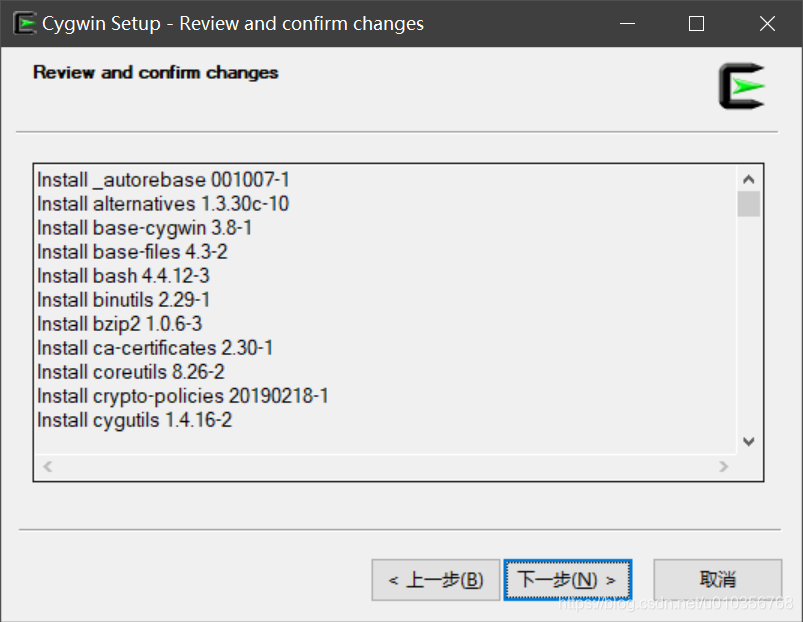 Cygwin Setup - Review and confirm changes
Review and confirm changes
Install _autorebase 001007-1
Install alternatives 1.3.30c-10
Install base-cygwin 3.8-1
Install base-files 4.3-2
Install bash 4.4.12-3
Install binutils 2.29-1
Install bzip2 1.0.6-3
Install ca-certificates 2.30-1
Install coreutils 8.26-2
Install crypto-policies 20190218-1
Install cygutils 1.4.16-2
< 上一步(B) 下一步(N) > 取消
https://blog.csdn.net/u010356768